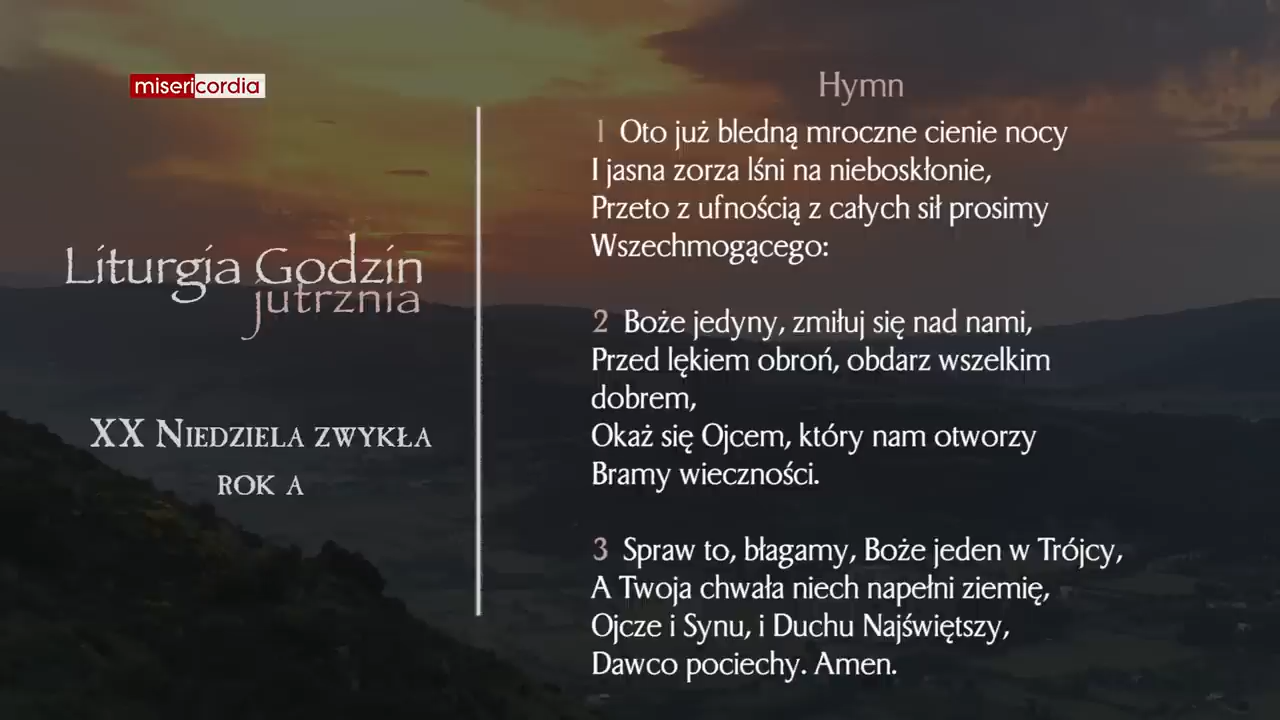 misericordia
Liturgia Godzin
jutrznia
XX Niedziela zwykła
rok A
Hymn
1 Oto już bledną mroczne cienie nocy
I jasna zorza lśni na nieboskłonie,
Przeto z ufnością z całych sił prosimy
Wszechmogącego:
2 Boże jedyny, zmiłuj się nad nami,
Przed lękiem obroń, obdarz wszelkim
dobrem,
Okaż się Ojcem, który nam otworzy
Bramy wieczności.
3 Spraw to, błagamy, Boże jeden w Trójcy,
A Twoja chwała niech napełni ziemię,
Ojcze i Synu, i Duchu Najświętszy,
Dawco pociechy. Amen.